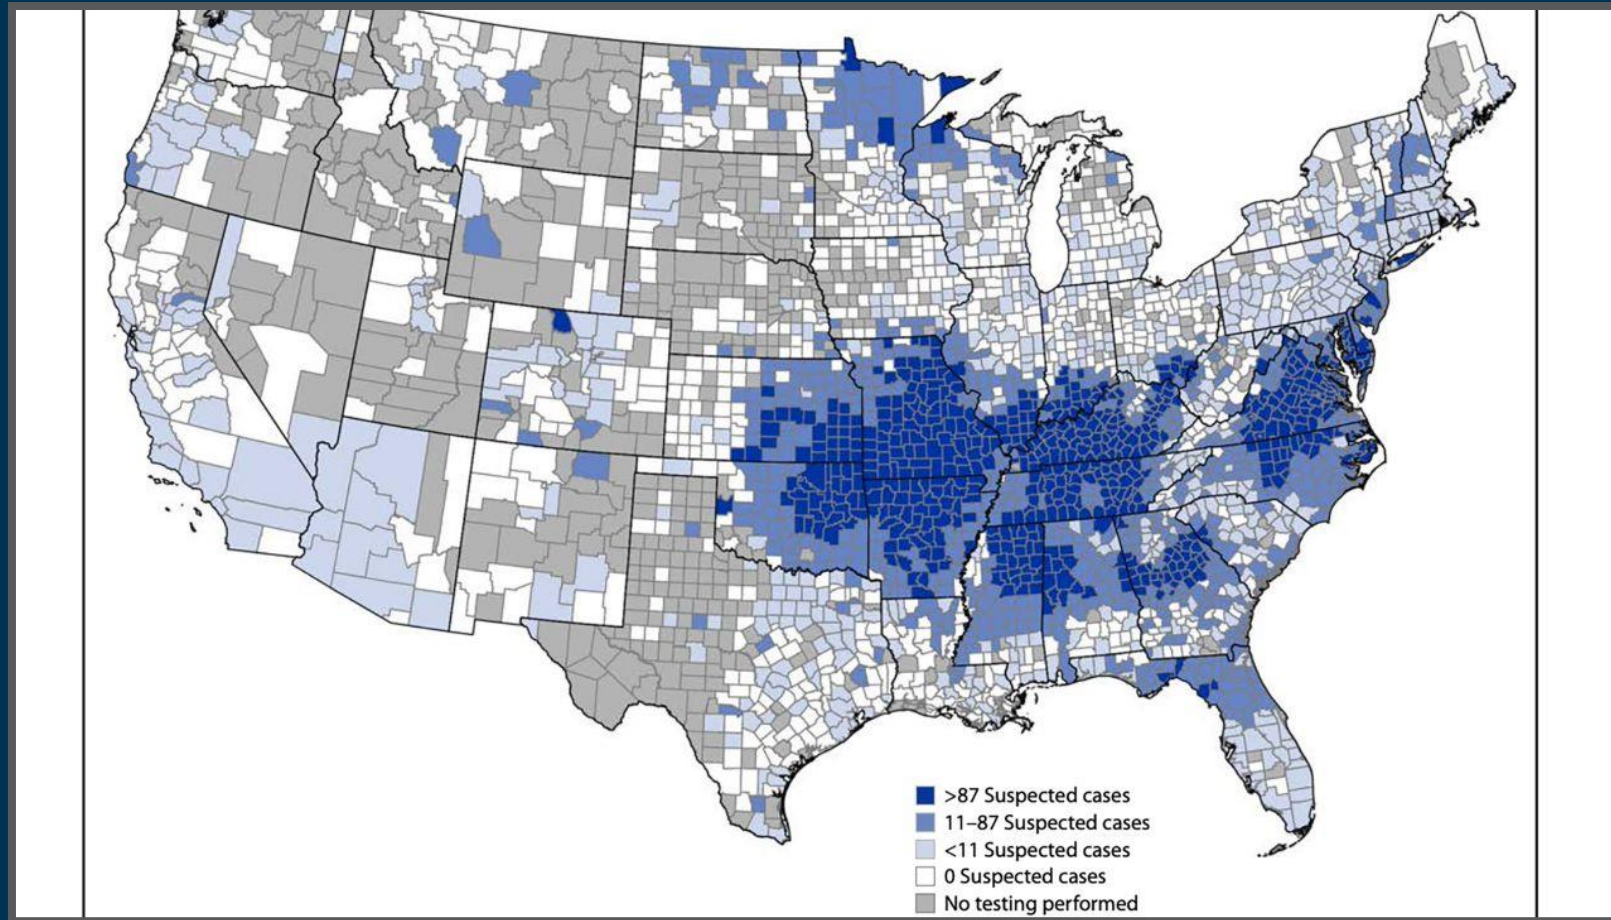 >87 Suspected cases
11–87 Suspected cases
<11 Suspected cases
0 Suspected cases
No testing performed